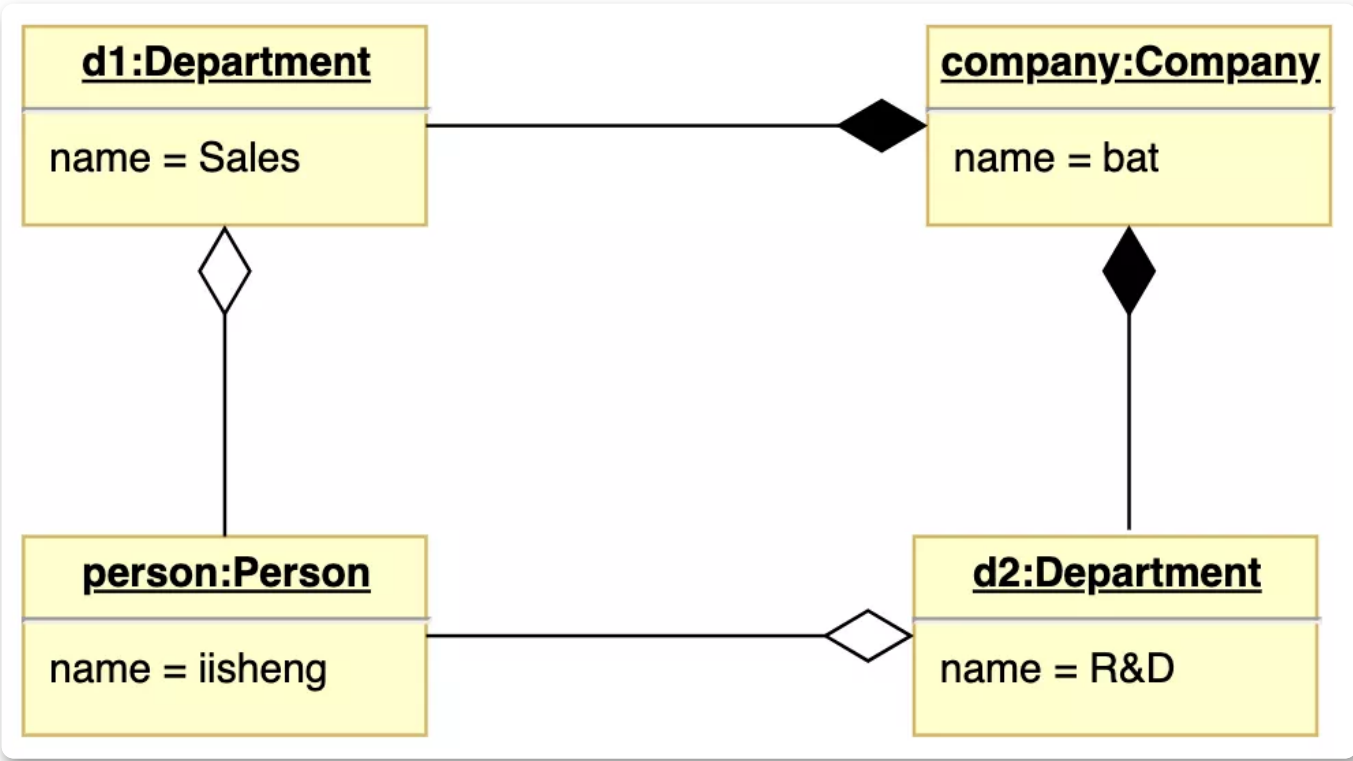 d1:Department
name = Sales
company:Company
name = bat
person:Person
name = iisheng
d2:Department
name = R&D